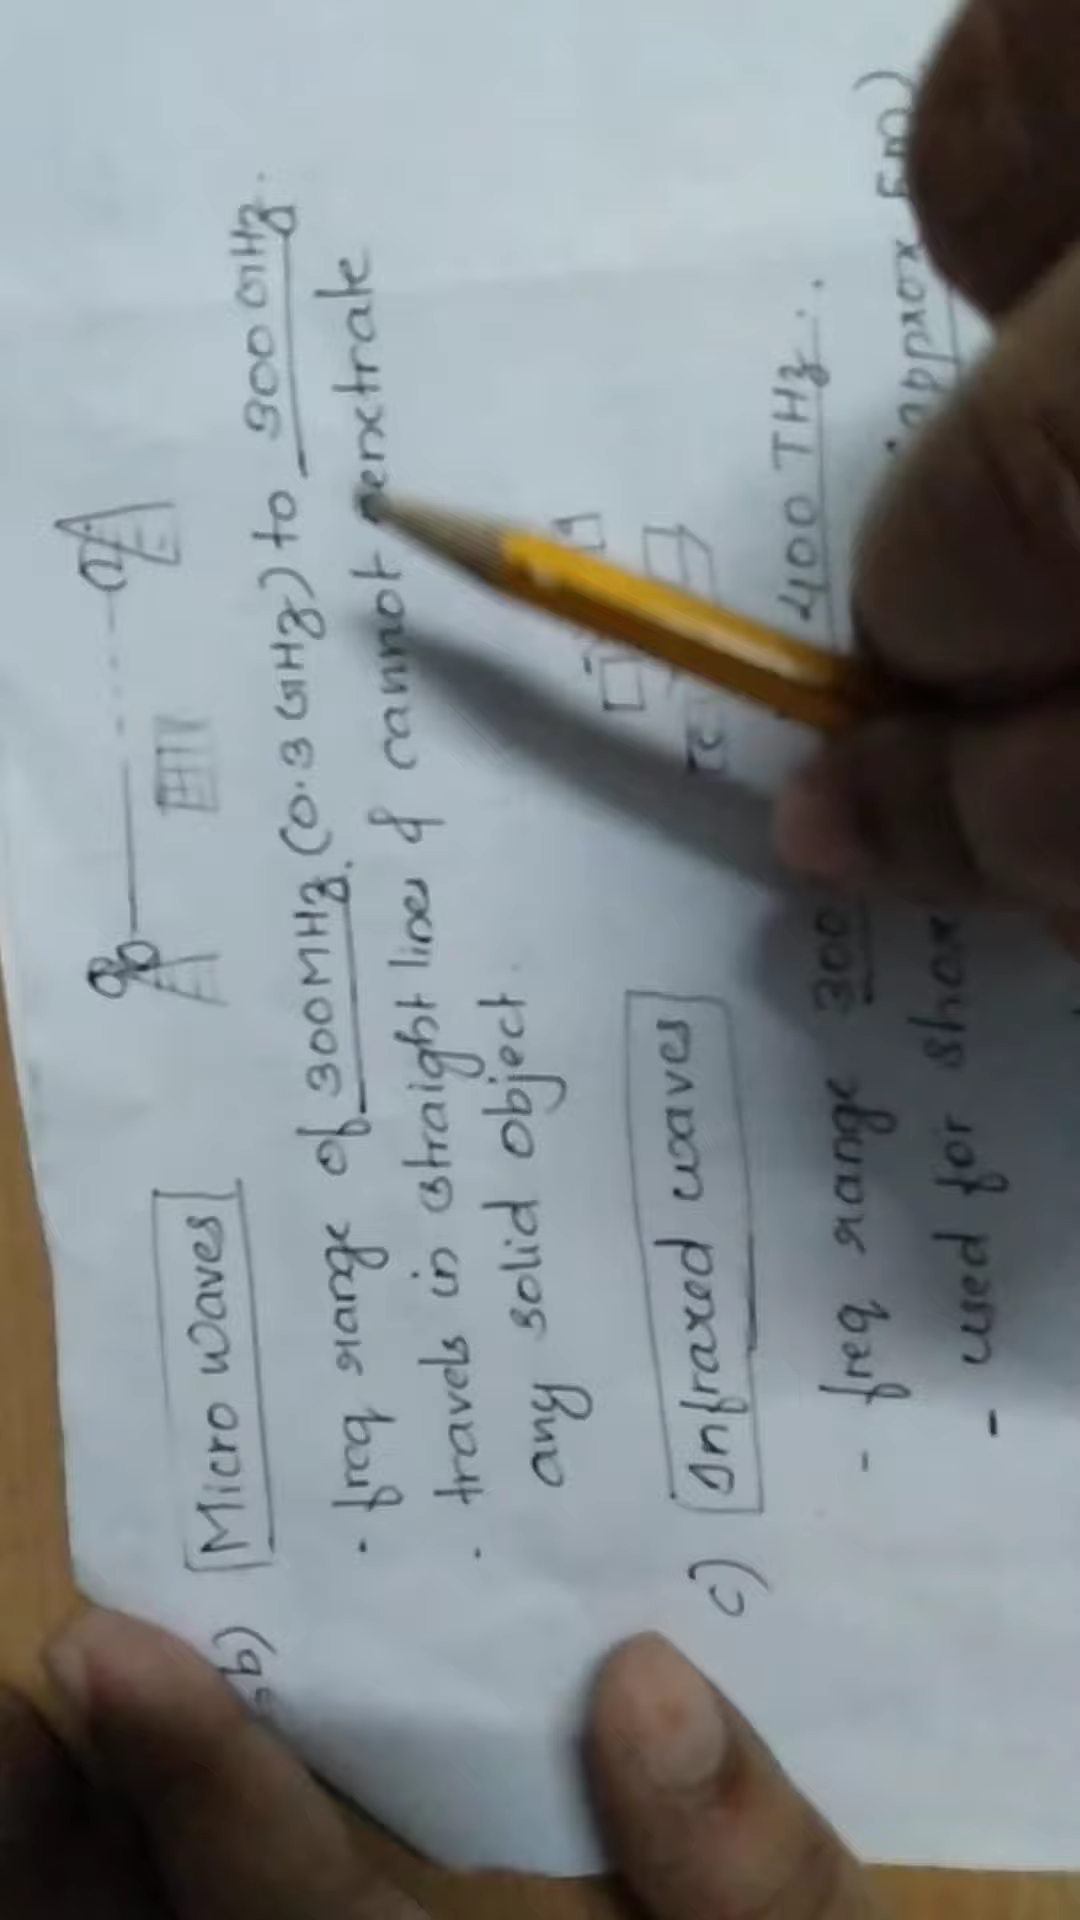 b) Micro waves
· freq range of 300MHz. (0.3 GHz) to 300 GHz.
· travels in straight lines & cannot penetrate
any solid object.
c) Infrared waves
- freq range 300 400 THz.
- used for approx 5m)